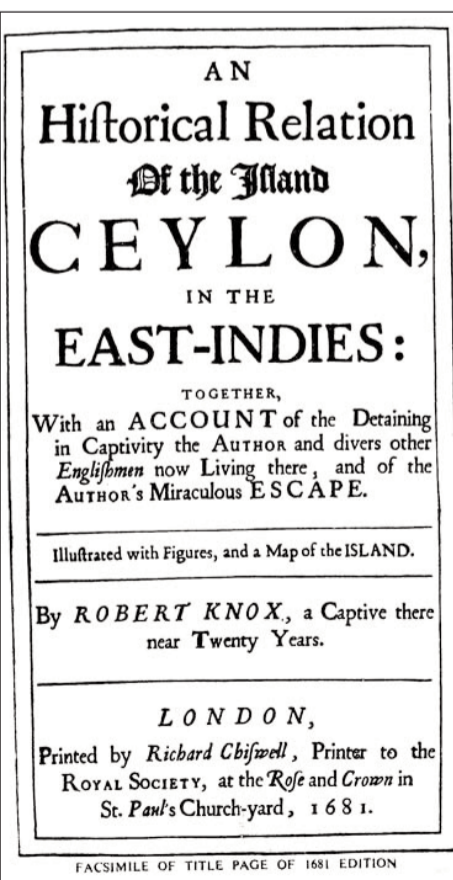 AN
Hiſtorical Relation
Of the Iſland
CEYLON,
IN THE
EAST-INDIES:
TOGETHER,
With an ACCOUNT of the Detaining
in Captivity the AUTHOR and divers other
Engliſhmen now Living there, and of the
AUTHOR's Miraculous ESCAPE.
Illuſtrated with Figures, and a Map of the ISLAND.
By ROBERT KNOX, a Captive there
near Twenty Years.
LONDON,
Printed by Richard Chiſwell, Printer to the
ROYAL SOCIETY, at the Roſe and Crown in
St. Paul's Church-yard, 1681.
FACSIMILE OF TITLE PAGE OF 1681 EDITION